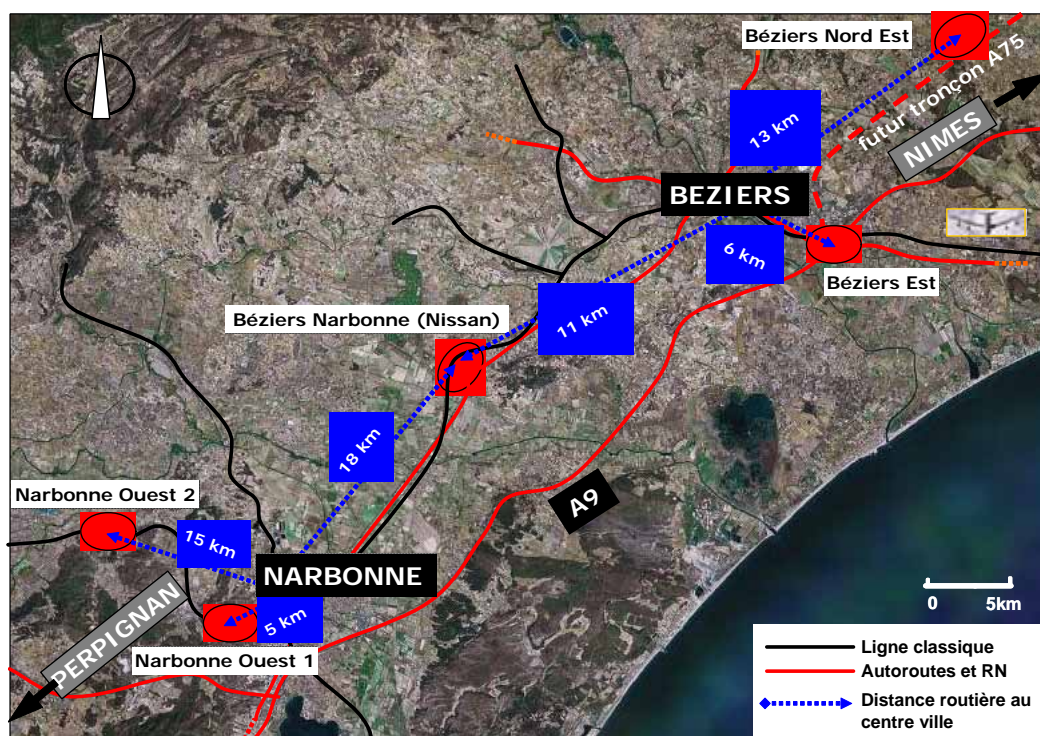 Béziers Nord Est
futur tronçon A75
NIMES
13 km
BEZIERS
6 km
Béziers Est
Béziers Narbonne (Nissan)
11 km
18 km
A9
Narbonne Ouest 2
15 km
NARBONNE
5 km
PERPIGNAN
Narbonne Ouest 1
0 5km
Ligne classique
Autoroutes et RN
Distance routière au
centre ville